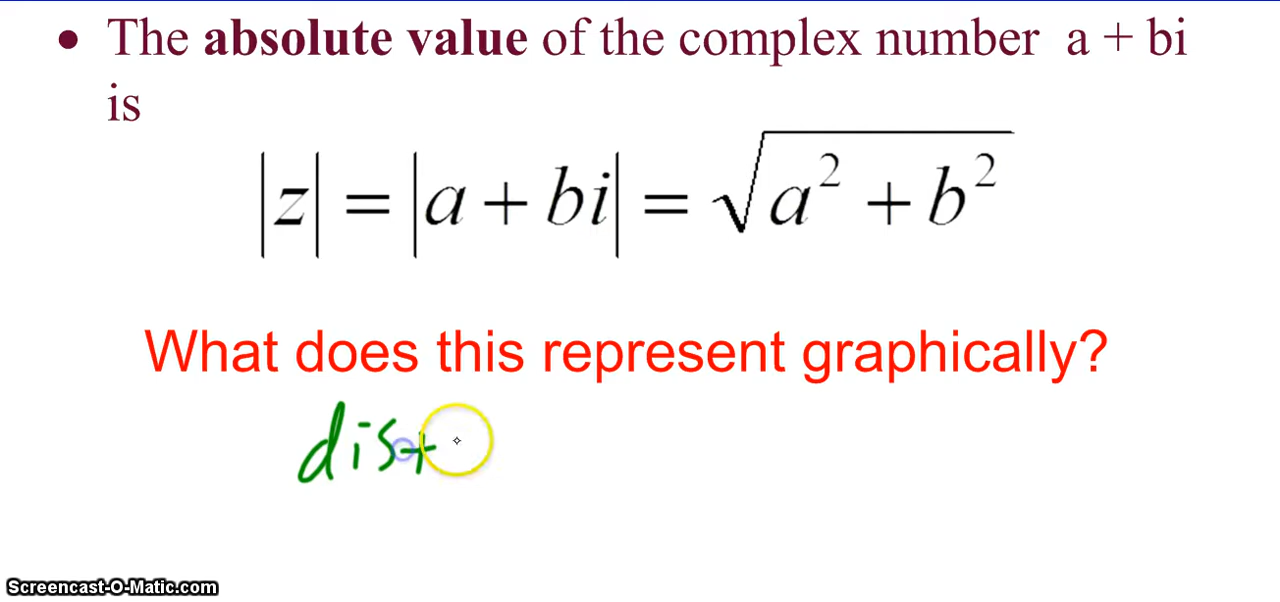 • The absolute value of the complex number a + bi
is
|z| = |a + bi| = √a² + b²
What does this represent graphically?
dist
Screencast-O-Matic.com